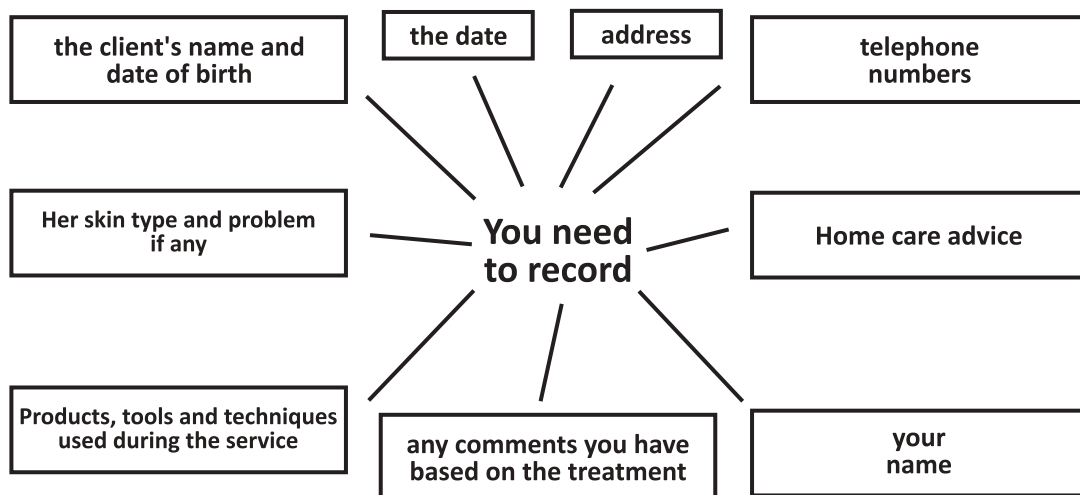 the client's name and
date of birth
the date
address
telephone
numbers
Her skin type and problem
if any
You need
to record
Home care advice
Products, tools and techniques
used during the service
any comments you have
based on the treatment
your
name